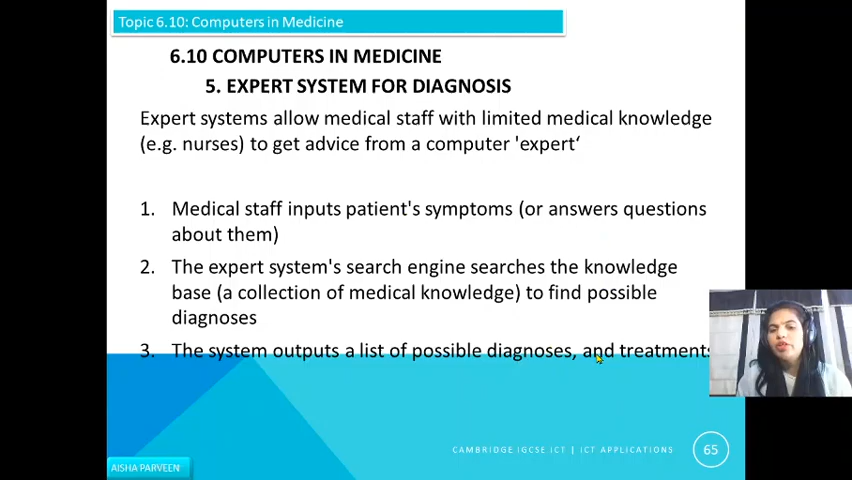 Topic 6.10: Computers in Medicine
6.10 COMPUTERS IN MEDICINE
5. EXPERT SYSTEM FOR DIAGNOSIS
Expert systems allow medical staff with limited medical knowledge
(e.g. nurses) to get advice from a computer 'expert‘
1. Medical staff inputs patient's symptoms (or answers questions
about them)
2. The expert system's search engine searches the knowledge
base (a collection of medical knowledge) to find possible
diagnoses
3. The system outputs a list of possible diagnoses, and treatments
CAMBRIDGE IGCSE ICT | ICT APPLICATIONS
65
AISHA PARVEEN